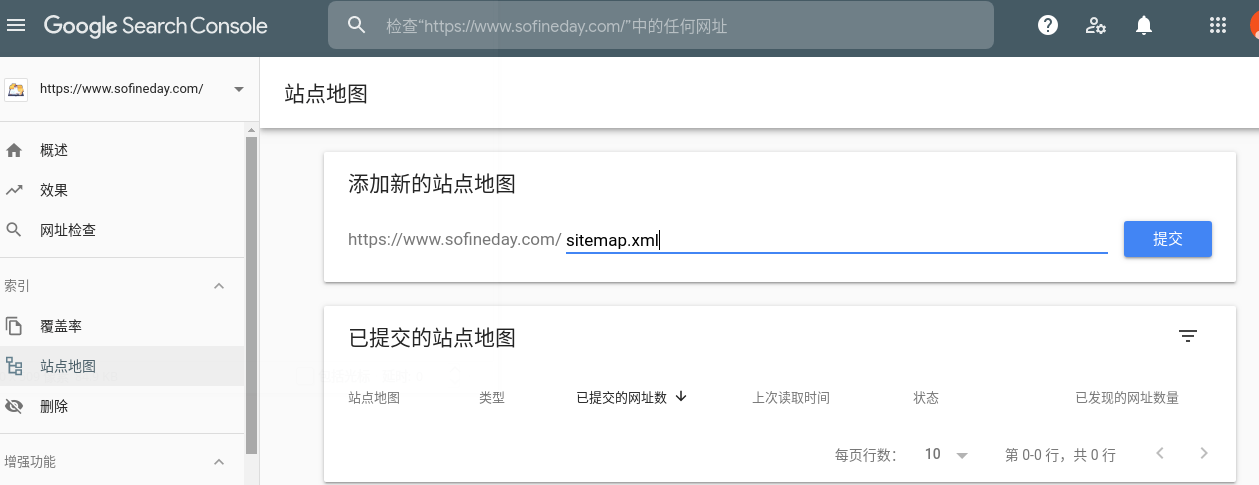 Google Search Console
检查“https://www.sofineday.com/”中的任何网址
https://www.sofineday.com/
站点地图
概述
效果
网址检查
索引
覆盖率
站点地图
删除
增强功能
添加新的站点地图
https://www.sofineday.com/ sitemap.xml
提交
已提交的站点地图
站点地图 类型 已提交的网址数 上次读取时间 状态 已发现的网址数量
每页行数： 10 第 0-0 行，共 0 行